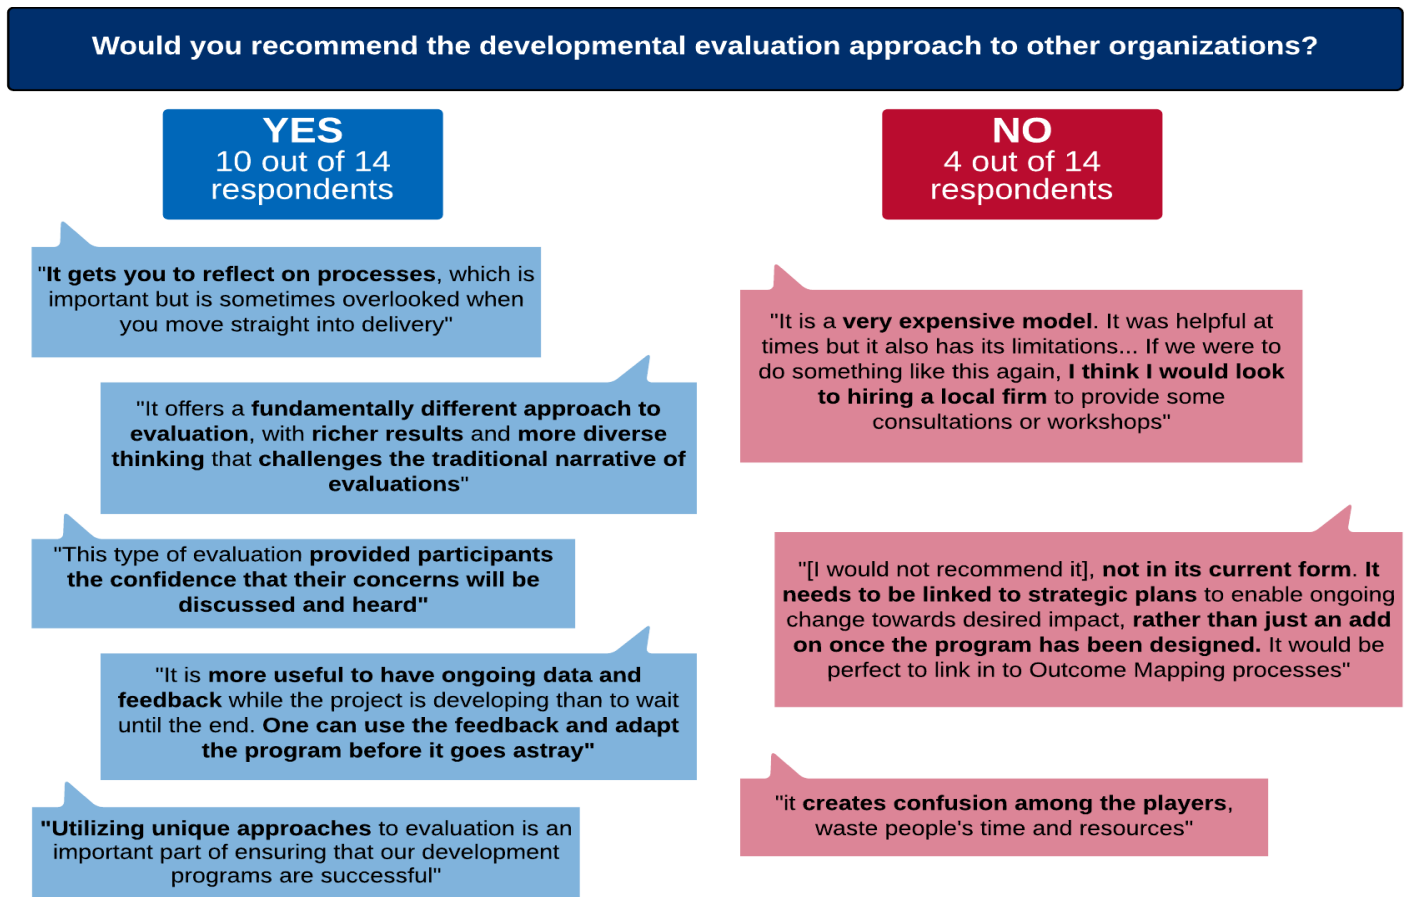 Would you recommend the developmental evaluation approach to other organizations?
YES
10 out of 14
respondents
"It gets you to reflect on processes, which is
important but is sometimes overlooked when
you move straight into delivery"
"It offers a fundamentally different approach to
evaluation, with richer results and more diverse
thinking that challenges the traditional narrative of
evaluations"
"This type of evaluation provided participants
the confidence that their concerns will be
discussed and heard"
"It is more useful to have ongoing data and
feedback while the project is developing than to wait
until the end. One can use the feedback and adapt
the program before it goes astray"
"Utilizing unique approaches to evaluation is an
important part of ensuring that our development
programs are successful"
NO
4 out of 14
respondents
"It is a very expensive model. It was helpful at
times but it also has its limitations... If we were to
do something like this again, I think I would look
to hiring a local firm to provide some
consultations or workshops"
"[I would not recommend it], not in its current form. It
needs to be linked to strategic plans to enable ongoing
change towards desired impact, rather than just an add
on once the program has been designed. It would be
perfect to link in to Outcome Mapping processes"
"it creates confusion among the players,
waste people's time and resources"